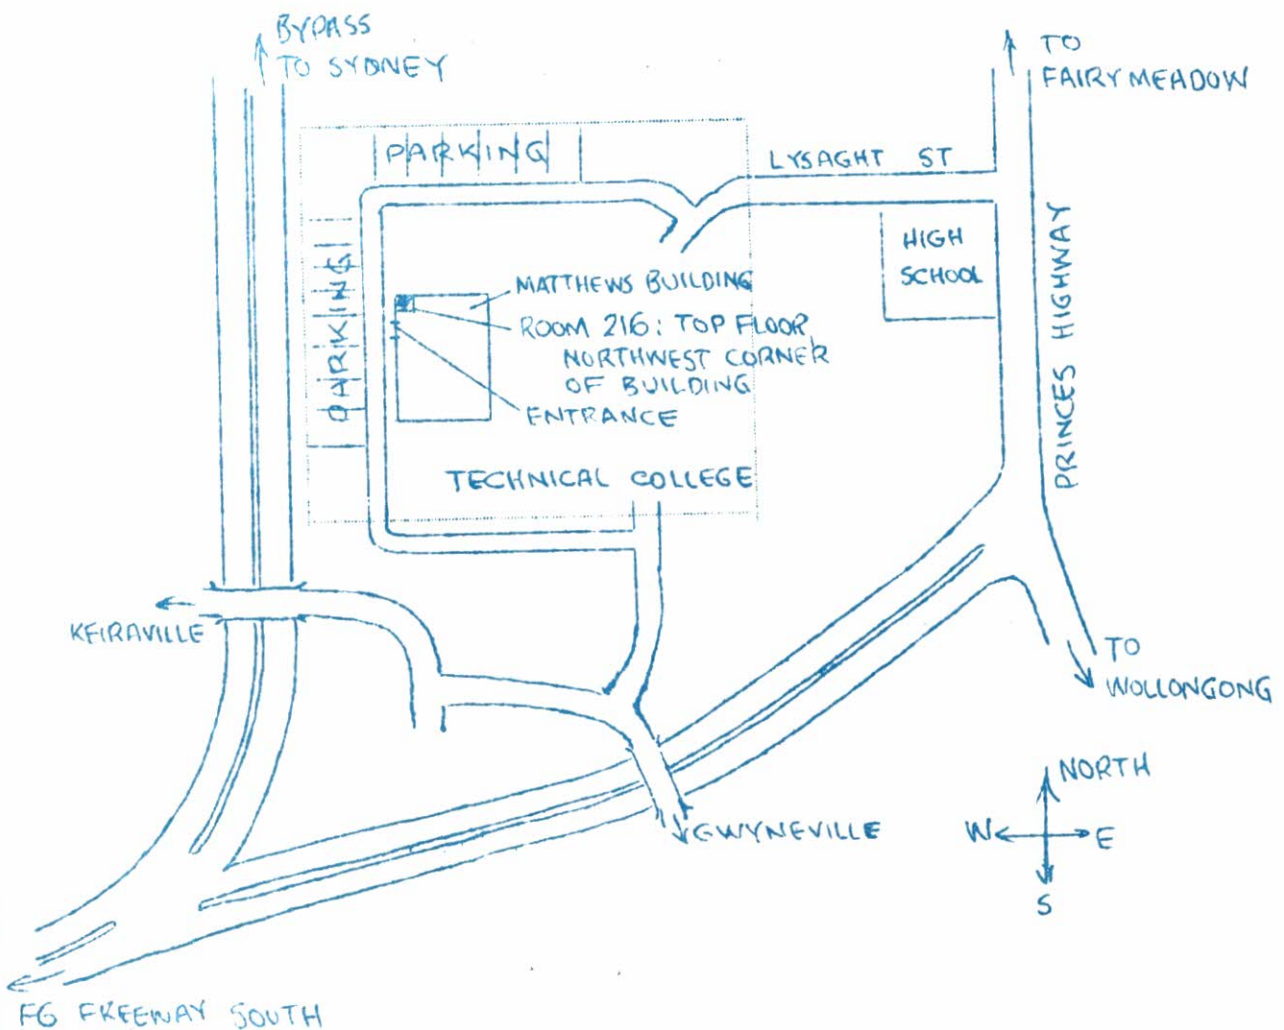 BYPASS
TO SYDNEY
TO
FAIRY MEADOW
PARKING
LYSAGHT ST
HIGH
SCHOOL
PRINCES HIGHWAY
PARKING
MATTHEWS BUILDING
ROOM 216: TOP FLOOR,
NORTHWEST CORNER
OF BUILDING
ENTRANCE
TECHNICAL COLLEGE
KEIRAVILLE
TO
WOLLONGONG
GWYNEVILLE
NORTH
W
E
S
F6 FREEWAY SOUTH